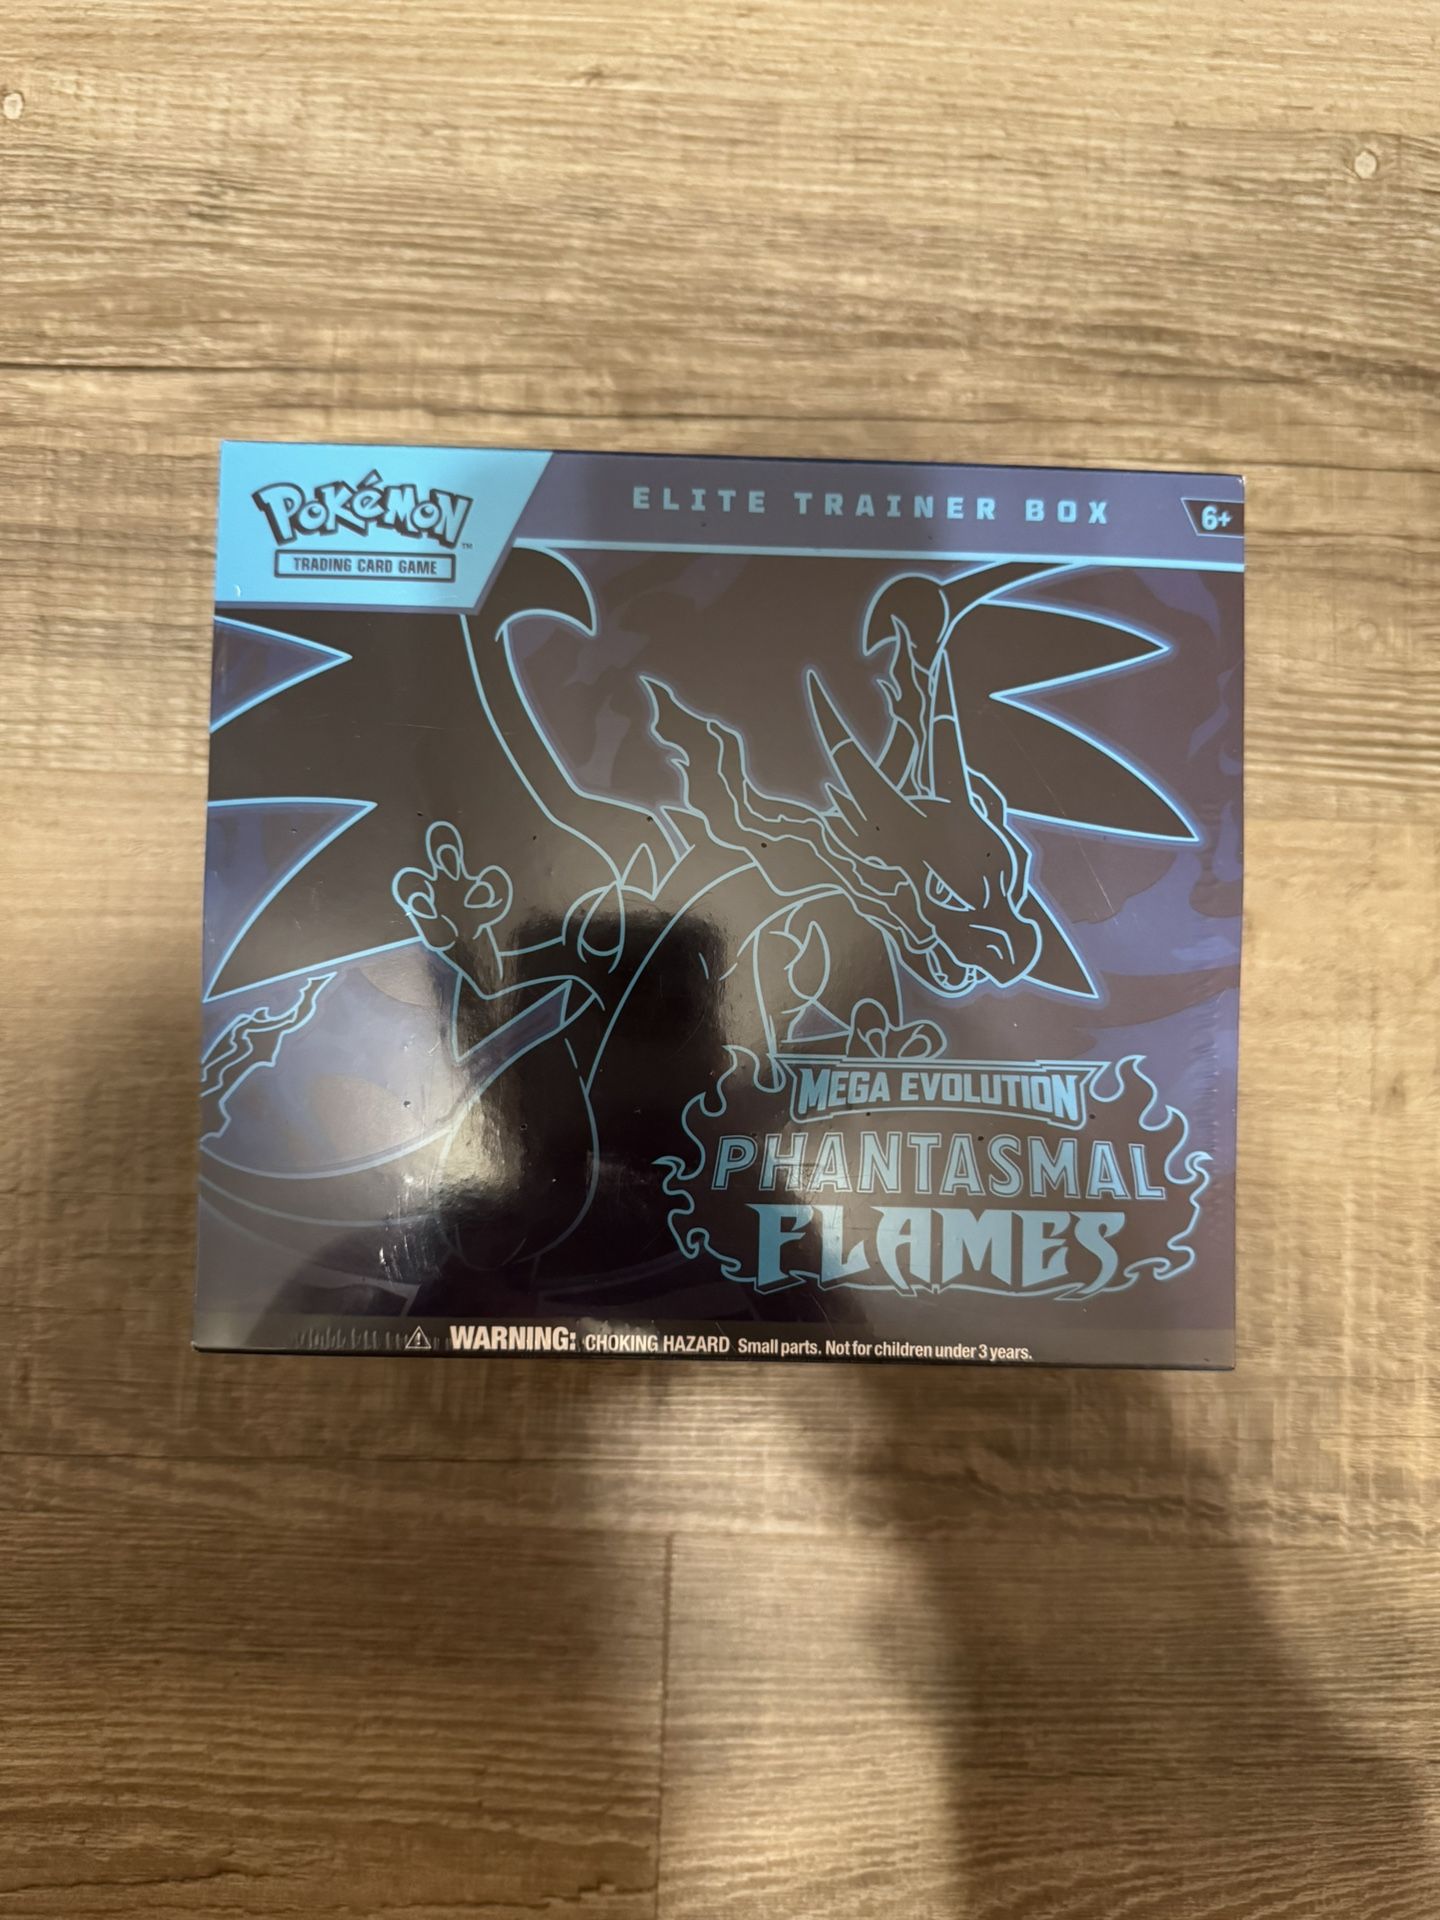 POKéMON™
TRADING CARD GAME
ELITE TRAINER BOX
6+
MEGA EVOLUTION
PHANTASMAL
FLAMES
WARNING: CHOKING HAZARD Small parts. Not for children under 3 years.